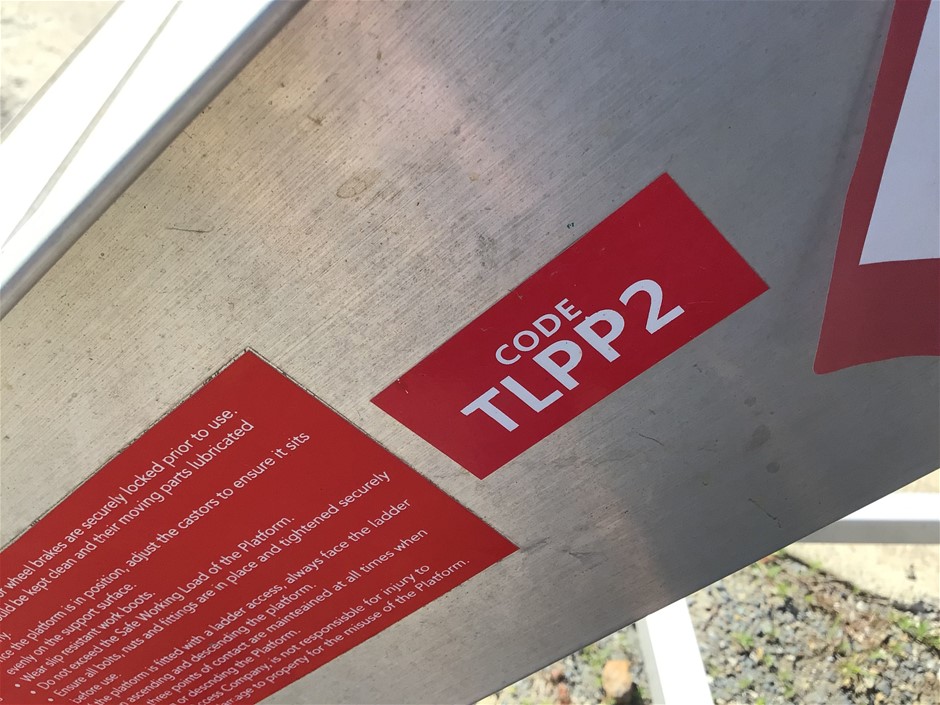 CODE
TLPP2
wheel brakes are securely locked prior to use.
be kept clean and their moving parts lubricated
the platform is in position, adjust the castors to ensure it sits
evenly on the support surface.
• Wear slip resistant work boots.
• Do not exceed the Safe Working Load of the Platform.
• Ensure all bolts, nuts and fittings are in place and tightened securely
before use.
the platform is fitted with a ladder access, always face the ladder
ascending and descending the platform.
three points of contact are maintained at all times when
or desending the Platform.
Company, is not responsible for injury to
to property for the misuse of the Platform.